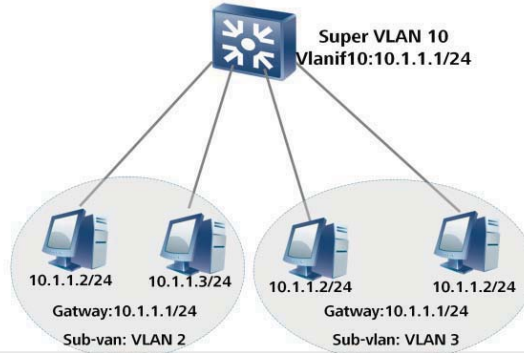 Super VLAN 10
Vlanif10:10.1.1.1/24
10.1.1.2/24
10.1.1.3/24
10.1.1.2/24
10.1.1.2/24
Gatway:10.1.1.1/24
Gatway:10.1.1.1/24
Sub-van: VLAN 2
Sub-vlan: VLAN 3